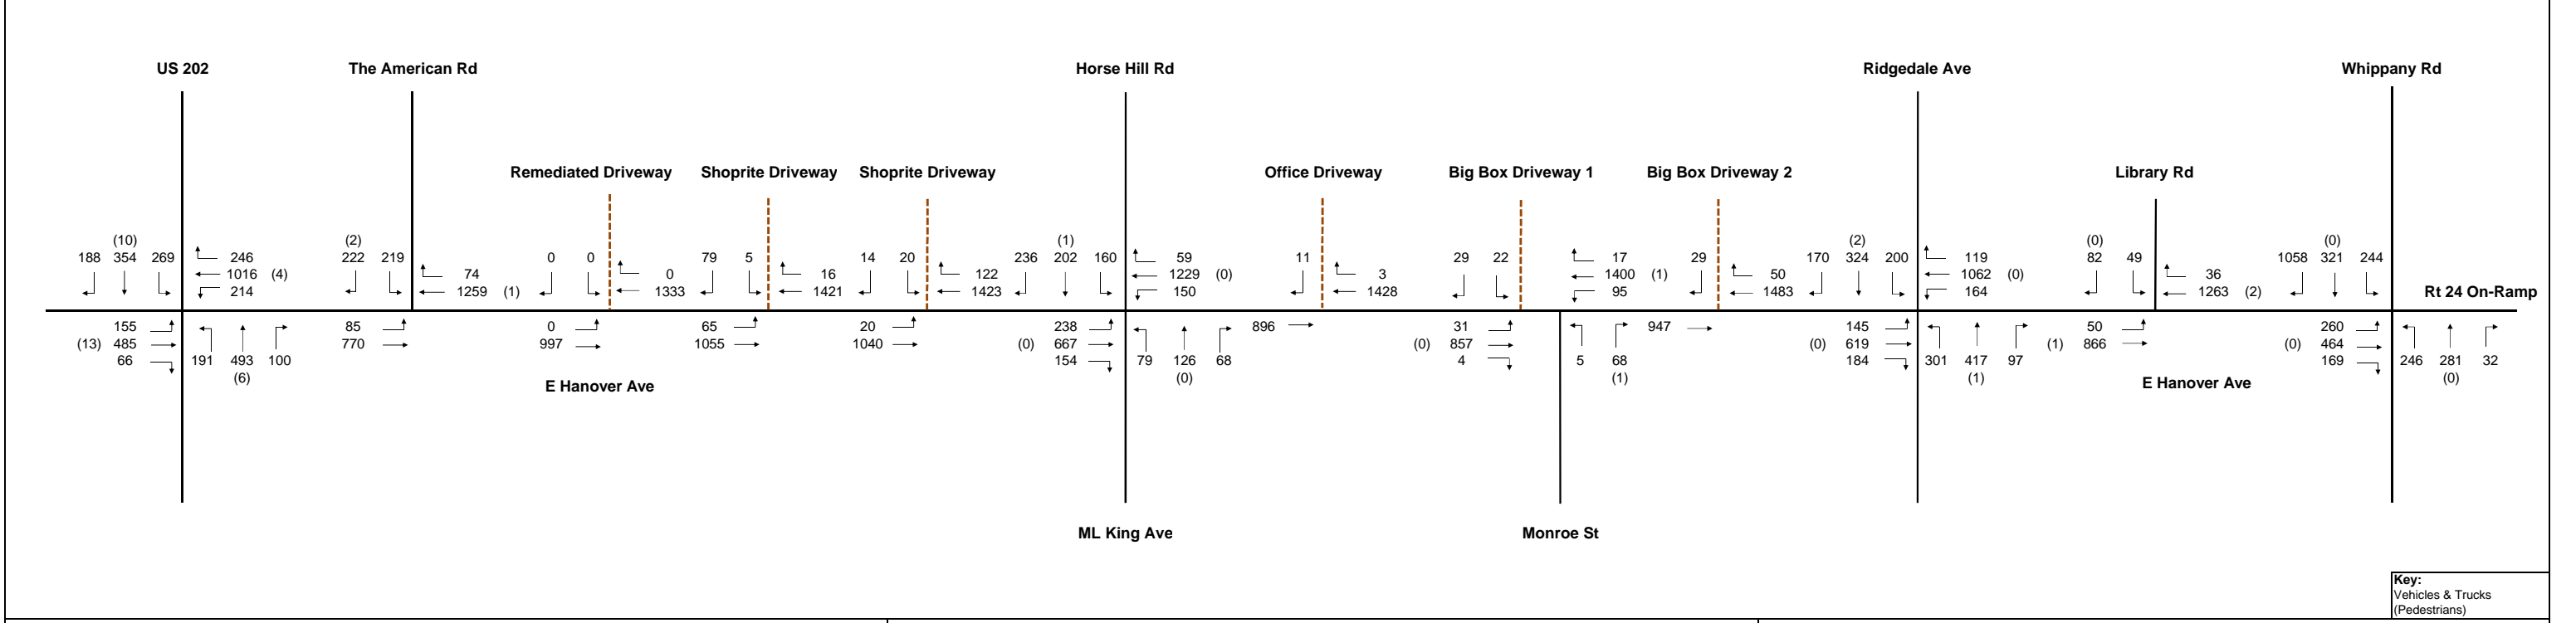 US 202
The American Rd
Horse Hill Rd
Ridgedale Ave
Whippany Rd
Remediated Driveway
Shoprite Driveway
Shoprite Driveway
Office Driveway
Big Box Driveway 1
Big Box Driveway 2
Library Rd
(10) (2) (1) (2) (0) (0)
188 354 269 246 222 219 0 0 79 5 14 20 236 202 160 59 11 29 22 17 29 170 324 200 119 82 49 1058 321 244
1016 (4) 74 0 16 122 1229 (0) 3 1400 (1) 50 1062 (0) 36
214 1259 (1) 1333 1421 1423 150 1428 95 1483 164 1263 (2) Rt 24 On-Ramp
155 85 0 65 20 238 896 31 947 145 50 260
(13) 485 770 997 1055 1040 (0) 667 (0) 857 (0) 619 (1) 866 (0) 464
66 191 493 100 154 79 126 68 4 5 68 184 301 417 97 169 246 281 32
(6) (0) (1) (1) (0)
E Hanover Ave E Hanover Ave
ML King Ave
Monroe St
Key:
Vehicles & Trucks
(Pedestrians)